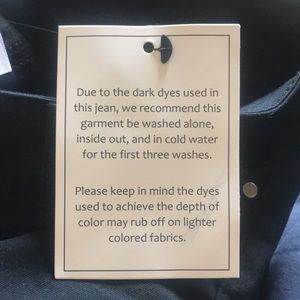 Due to the dark dyes used in
this jean, we recommend this
garment be washed alone,
inside out, and in cold water
for the first three washes.
Please keep in mind the dyes
used to achieve the depth of
color may rub off on lighter
colored fabrics.